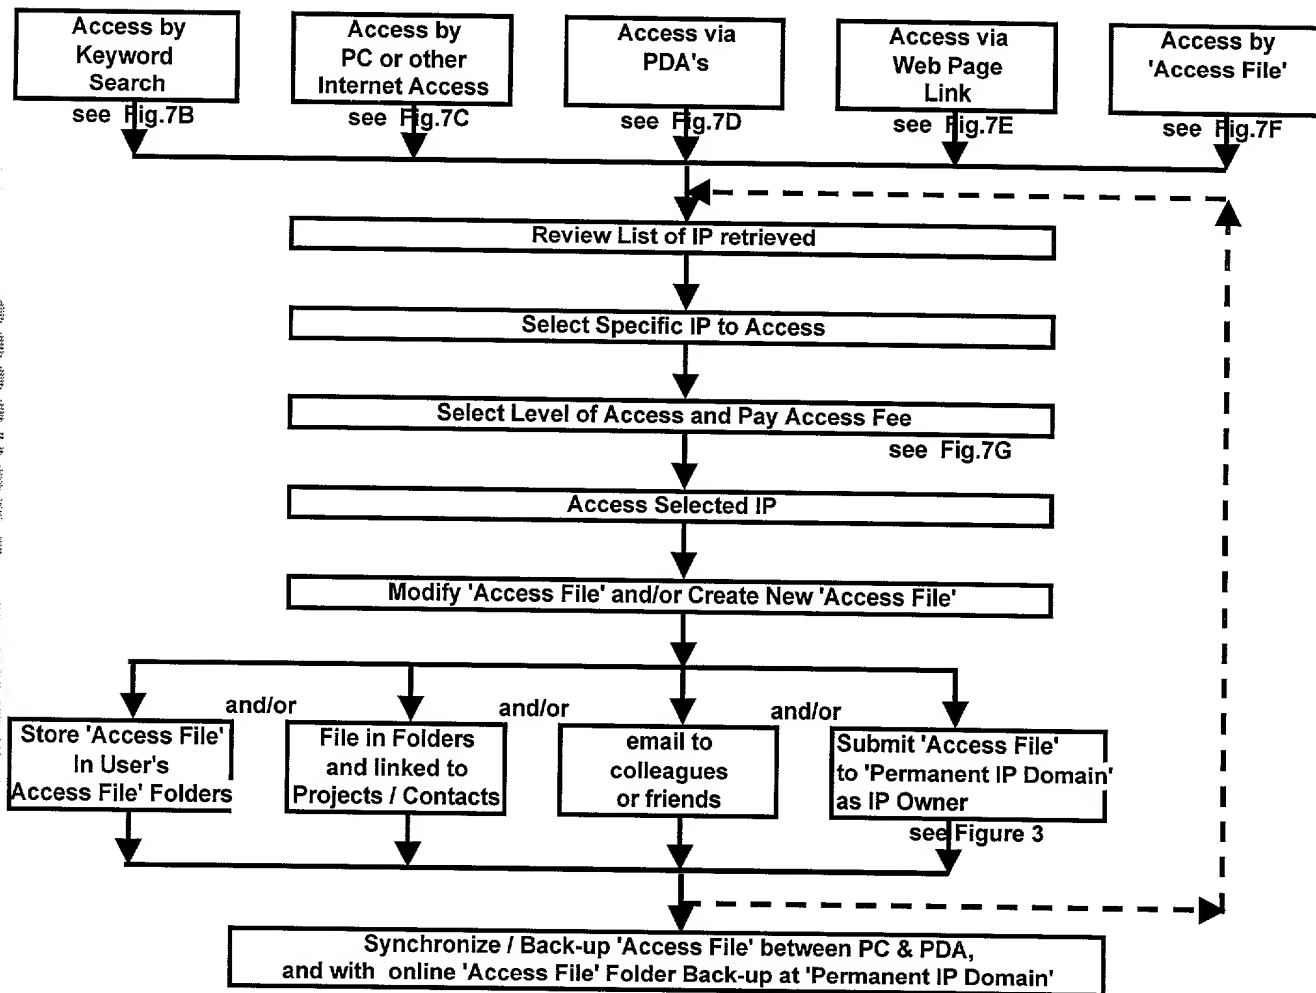 Access by
Keyword
Search
see Fig.7B
Access by
PC or other
Internet Access
see Fig.7C
Access via
PDA's
see Fig.7D
Access via
Web Page
Link
see Fig.7E
Access by
'Access File'
see Fig.7F
Review List of IP retrieved
Select Specific IP to Access
Select Level of Access and Pay Access Fee
see Fig.7G
Access Selected IP
Modify 'Access File' and/or Create New 'Access File'
Store 'Access File'
In User's
Access File' Folders
and/or
File in Folders
and linked to
Projects / Contacts
and/or
email to
colleagues
or friends
and/or
Submit 'Access File'
to 'Permanent IP Domain'
as IP Owner
see Figure 3
Synchronize / Back-up 'Access File' between PC & PDA,
and with online 'Access File' Folder Back-up at 'Permanent IP Domain'